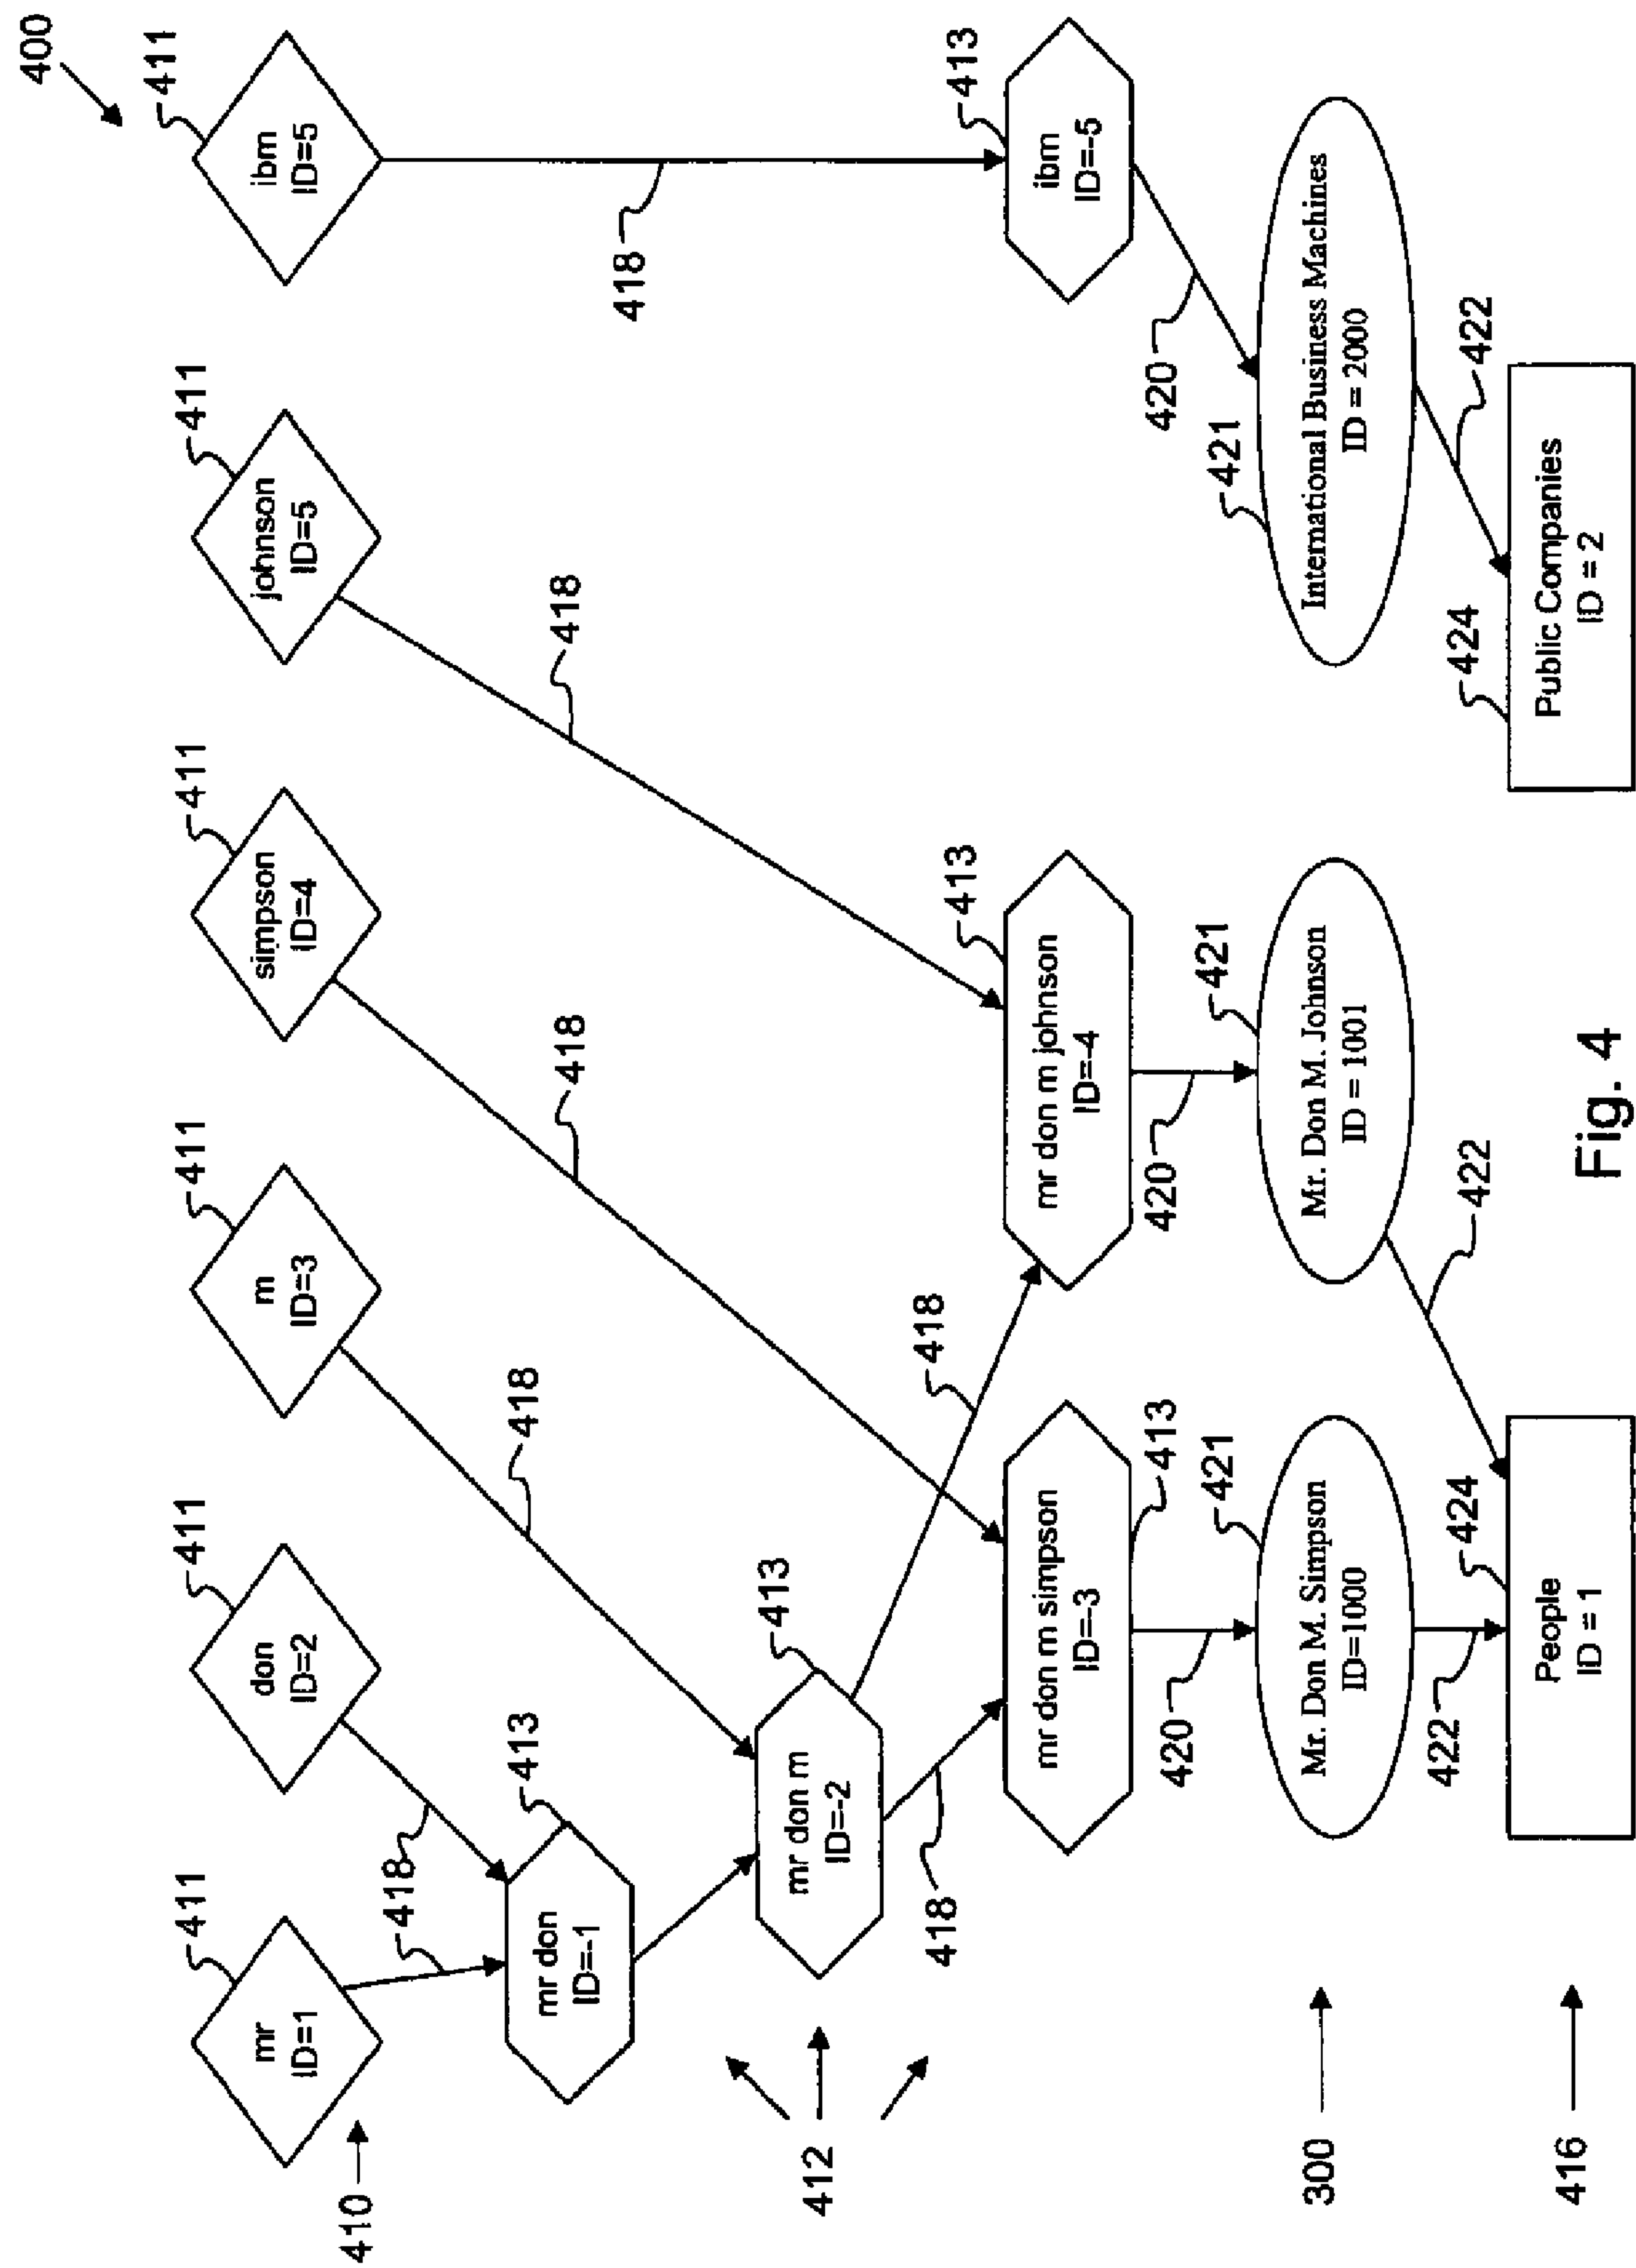 400
411
411
411
411
411
411
mr
ID=1
don
ID=2
m
ID=3
simpson
ID=4
johnson
ID=5
ibm
ID=5
410
418
418
418
418
418
418
413
mr don
ID=-1
413
mr don m
ID=-2
412
418
418
413
mr don m simpson
ID=-3
413
mr don m johnson
ID=-4
413
ibm
ID=-5
420
420
420
421
421
421
300
Mr. Don M. Simpson
ID=1000
Mr. Don M. Johnson
ID = 1001
International Business Machines
ID = 2000
422
422
422
424
424
416
People
ID = 1
Public Companies
ID = 2
Fig. 4